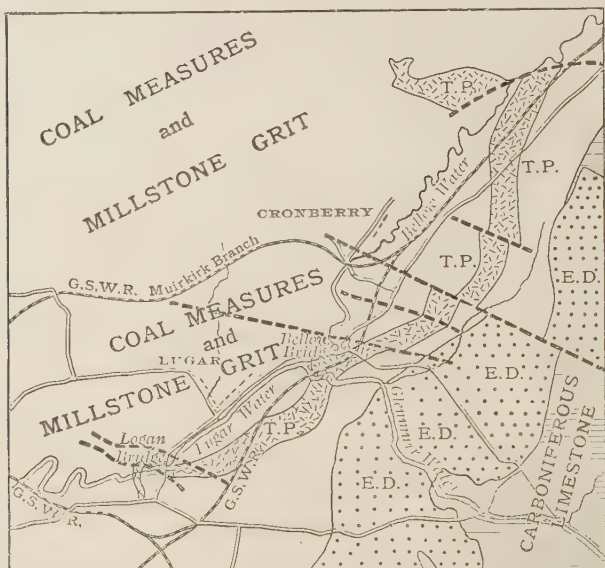 COAL MEASURES
and
MILLSTONE GRIT
T.P.
T.P.
CRONBERRY
Bellow Water
T.P.
G.S.W.R. Muirkirk Branch
E.D.
COAL MEASURES
and
GRIT
Bellow
Bridge
LUGAR
E.D.
MILLSTONE
Lugar Water
T.P.
Logan
Bridge
E.D.
G.S.W.R.
E.D.
G.S.W.R.
CARBONIFEROUS
LIMESTONE